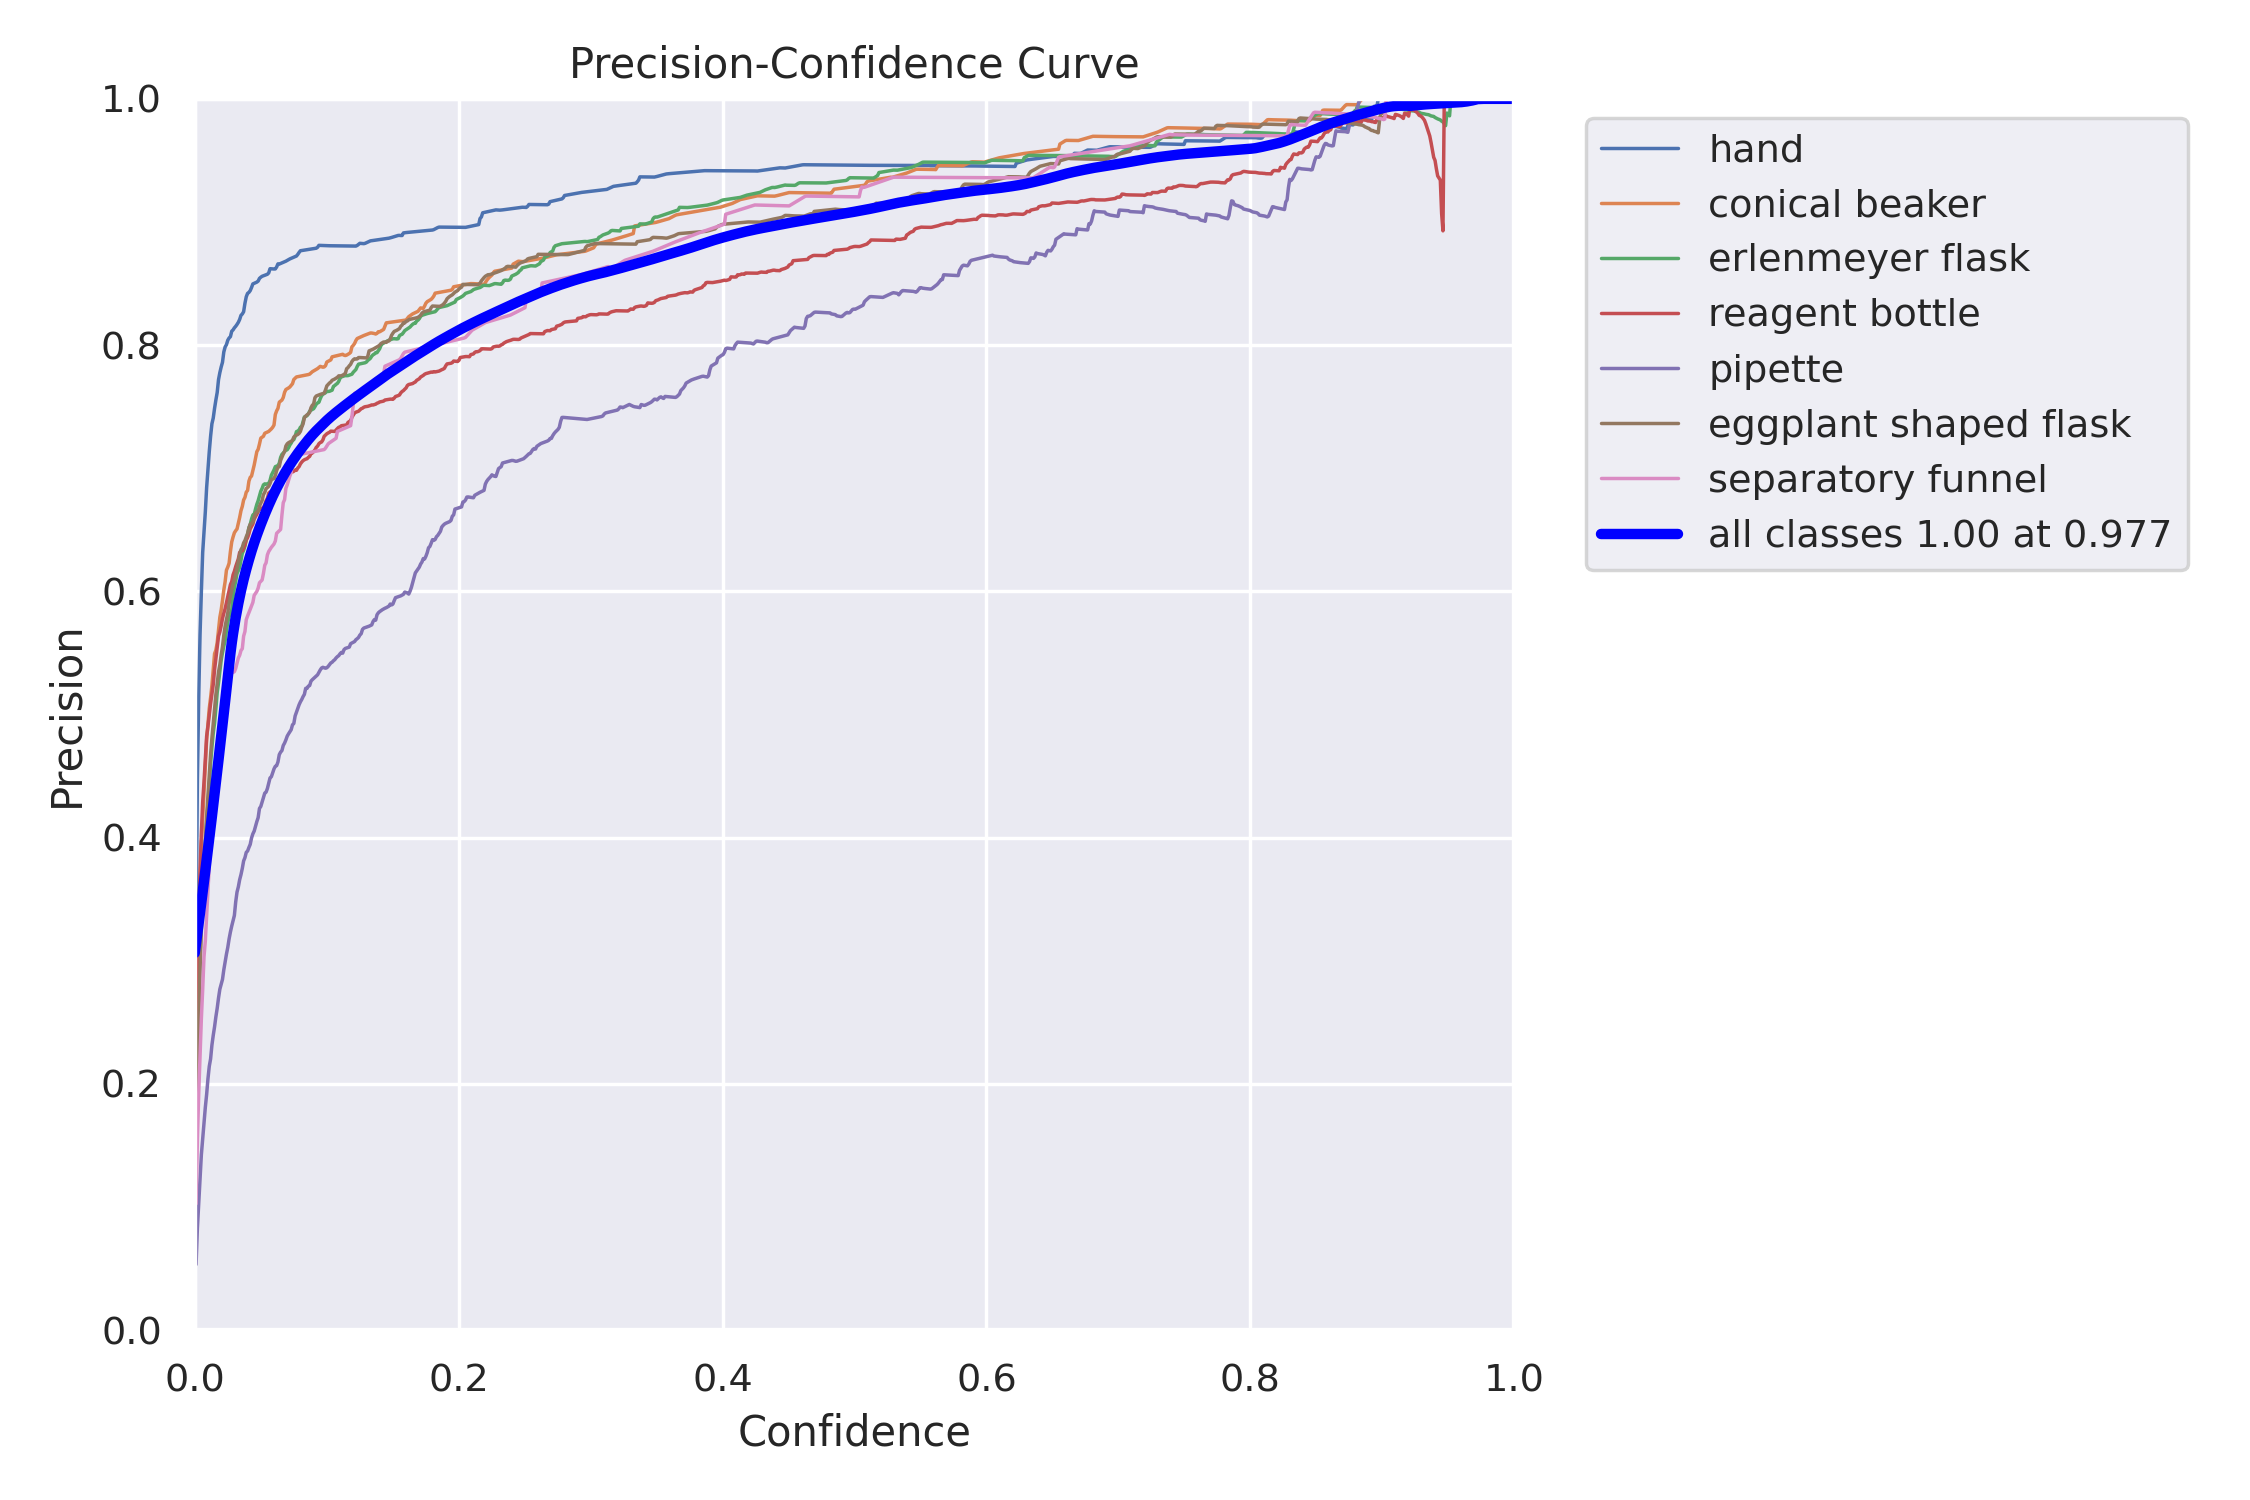 Precision-Confidence Curve
1.0
0.8
0.6
0.4
0.2
0.0
Precision
0.0 0.2 0.4 0.6 0.8 1.0
Confidence
hand
conical beaker
erlenmeyer flask
reagent bottle
pipette
eggplant shaped flask
separatory funnel
all classes 1.00 at 0.977